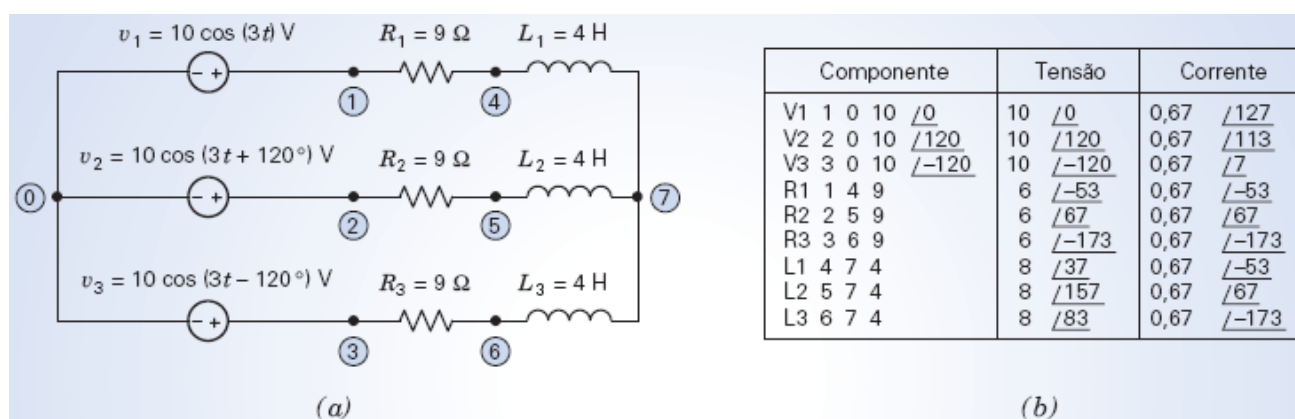 v₁ = 10 cos (3t) V R₁ = 9 Ω L₁ = 4 H
- +
1 4
v₂ = 10 cos (3t + 120°) V R₂ = 9 Ω L₂ = 4 H
0 - + 7
2 5
v₃ = 10 cos (3t – 120°) V R₃ = 9 Ω L₃ = 4 H
- +
3 6
(a)
Componente Tensão Corrente
V1 1 0 10 /0 10 /0 0,67 /127
V2 2 0 10 /120 10 /120 0,67 /113
V3 3 0 10 /–120 10 /–120 0,67 /7
R1 1 4 9 6 /–53 0,67 /–53
R2 2 5 9 6 /67 0,67 /67
R3 3 6 9 6 /–173 0,67 /–173
L1 4 7 4 8 /37 0,67 /–53
L2 5 7 4 8 /157 0,67 /67
L3 6 7 4 8 /83 0,67 /–173
(b)